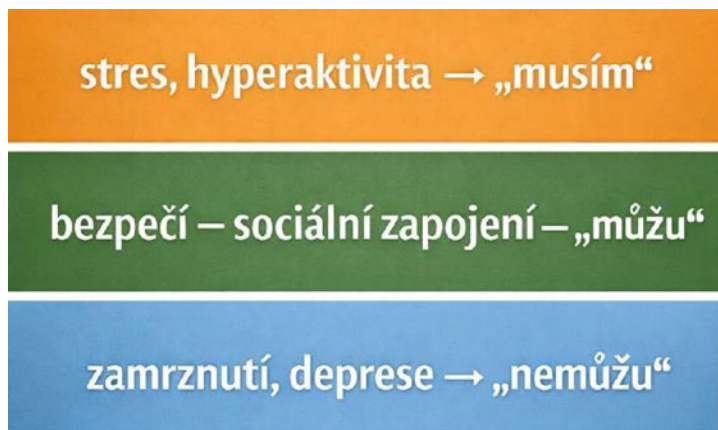 stres, hyperaktivita → „musím“
bezpečí – sociální zapojení – „můžu“
zamrznutí, deprese → „nemůžu“